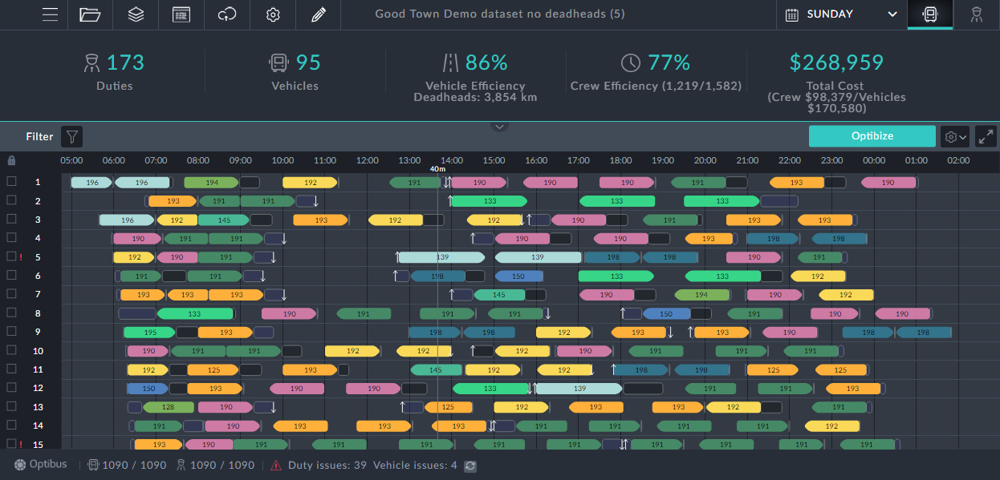 Good Town Demo dataset no deadheads (5)
SUNDAY
173
Duties
95
Vehicles
86%
Vehicle Efficiency
Deadheads: 3,854 km
77%
Crew Efficiency (1,219/1,582)
$268,959
Total Cost
(Crew $98,379/Vehicles
$170,580)
Filter
Optibize
05:00 06:00 07:00 08:00 09:00 10:00 11:00 12:00 13:00 14:00 15:00 16:00 17:00 18:00 19:00 20:00 21:00 22:00 23:00 00:00 01:00 02:00
40m
1 196 196 194 192 191 190 190 190 191 193 190
2 193 191 191 133 133 133
3 196 192 145 193 192 192 190 191 193 193
4 190 191 191 190 190 193 198 198
! 5 192 190 191 139 139 198 198 190 191
6 191 191 198 150 133 133 192
7 193 193 193 145 190 194 190 192
8 133 190 191 191 191 150 191 190 190
9 195 193 198 198 192 193 193 190 198 198
10 190 191 191 192 192 192 190 191 191 191
11 192 125 193 145 192 192 198 198 125 125
12 150 193 190 190 133 139 191 191 193
13 128 190 125 192 193 193 192 191
14 191 190 193 193 193 191 191 191 191 192
! 15 193 190 191 191 191 191 191 191 191 191 191
Optibus 1090 / 1090 1090 / 1090 Duty issues: 39 Vehicle issues: 4